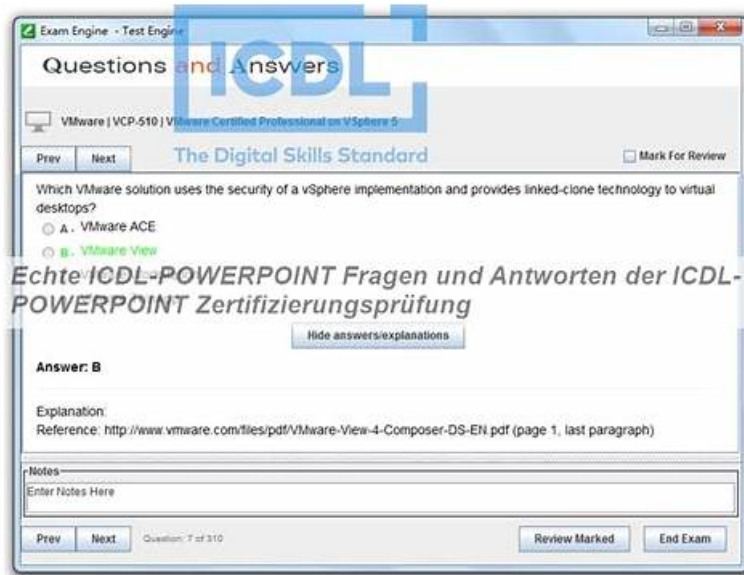 Exam Engine - Test Engine
Questions and Answers
ICDL
VMware | VCP-510 | VMware Certified Professional on VSphere 5
The Digital Skills Standard
Prev Next Mark For Review
Which VMware solution uses the security of a vSphere implementation and provides linked-clone technology to virtual
desktops?
A. VMware ACE
B. VMware View
Echte ICDL-POWERPOINT Fragen und Antworten der ICDL-
POWERPOINT Zertifizierungsprüfung
Hide answers/explanations
Answer: B
Explanation:
Reference: http://www.vmware.com/files/pdf/VMware-View-4-Composer-DS-EN.pdf (page 1, last paragraph)
Notes
Enter Notes Here
Prev Next Question: 7 of 310 Review Marked End Exam